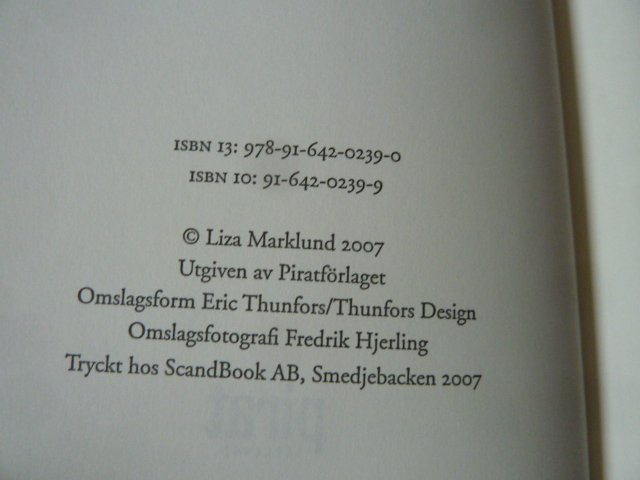 ISBN 13: 978-91-642-0239-0
ISBN 10: 91-642-0239-9
© Liza Marklund 2007
Utgiven av Piratförlaget
Omslagsform Eric Thunfors/Thunfors Design
Omslagsfotografi Fredrik Hjerling
Tryckt hos ScandBook AB, Smedjebacken 2007
pirat